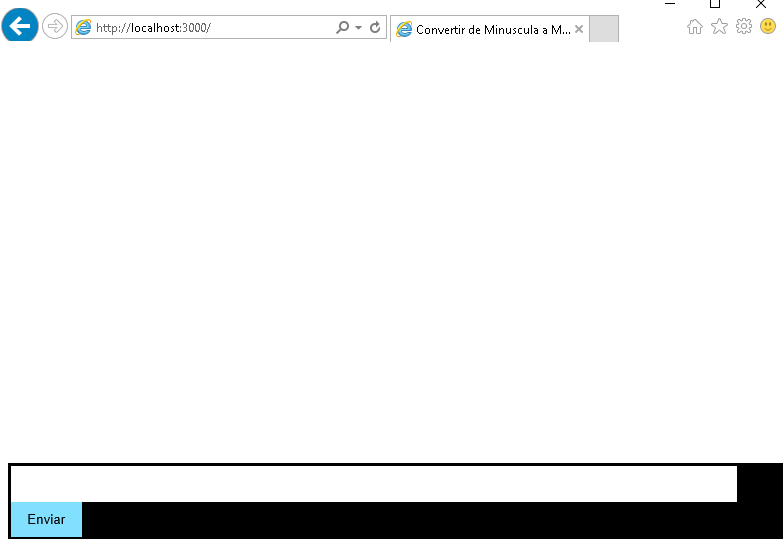 http://localhost:3000/
Convertir de Minuscula a M...
Enviar